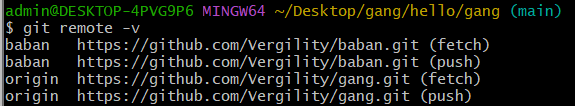 admin@DESKTOP-4PVG9P6 MINGW64 ~/Desktop/gang/hello/gang (main)
$ git remote -v
baban   https://github.com/Vergility/baban.git (fetch)
baban   https://github.com/Vergility/baban.git (push)
origin  https://github.com/Vergility/gang.git (fetch)
origin  https://github.com/Vergility/gang.git (push)